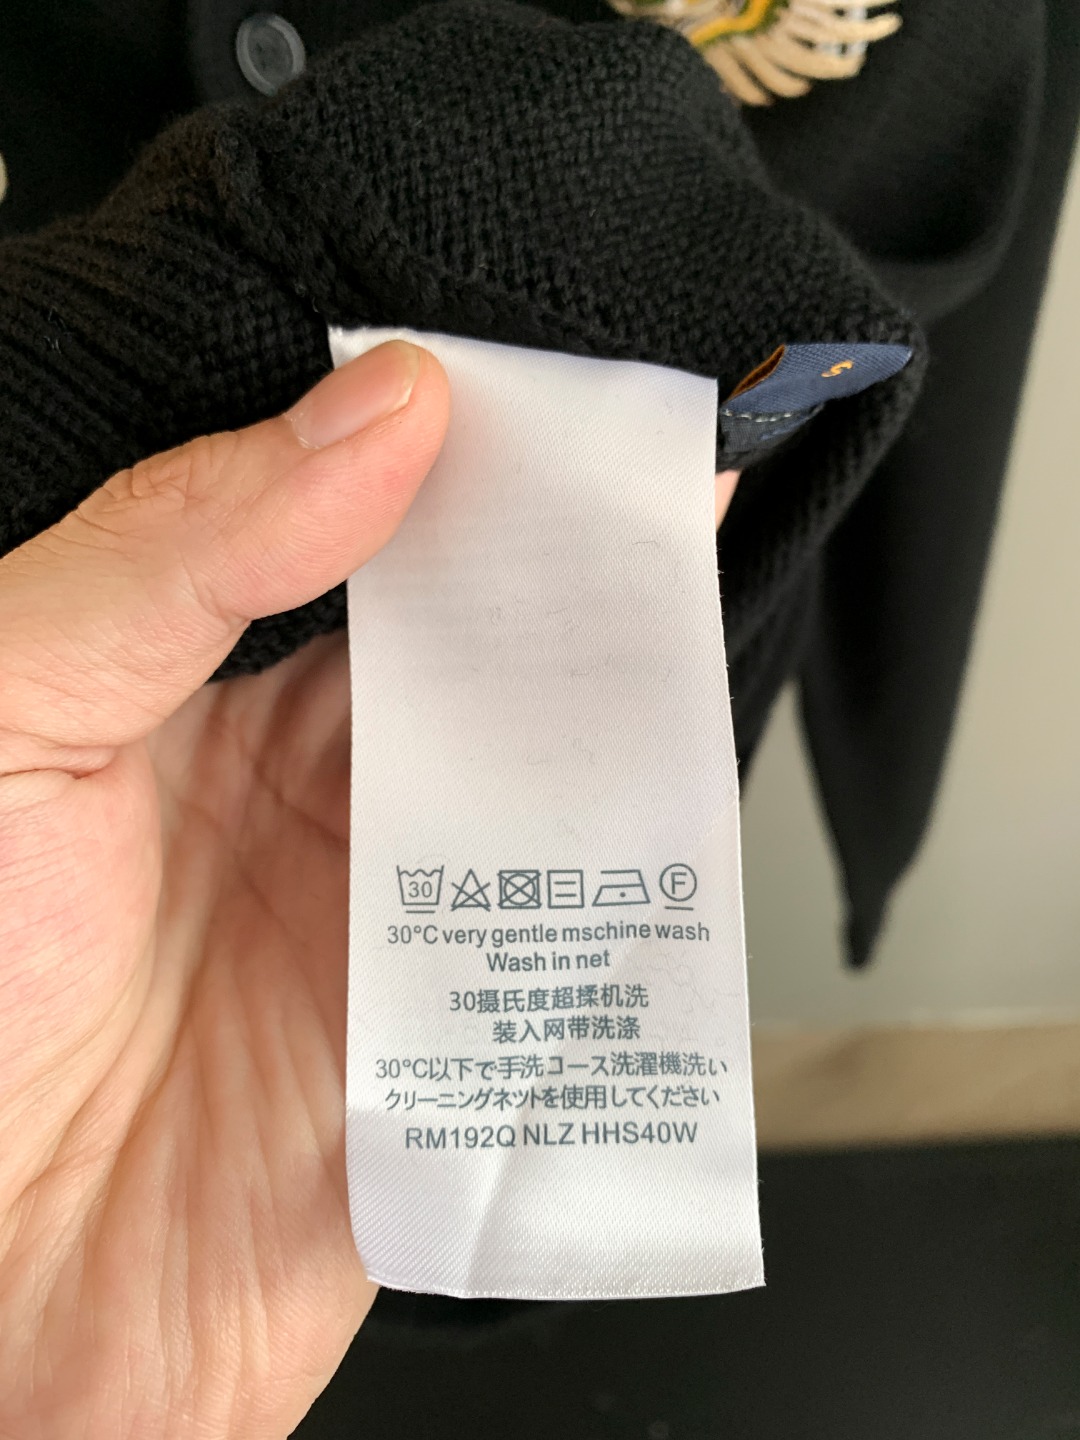 S
30
F
30°C very gentle mschine wash
Wash in net
30摄氏度超揉机洗
装入网带洗涤
30°C以下で手洗コース洗濯機洗い
クリーニングネットを使用してください
RM192Q NLZ HHS40W